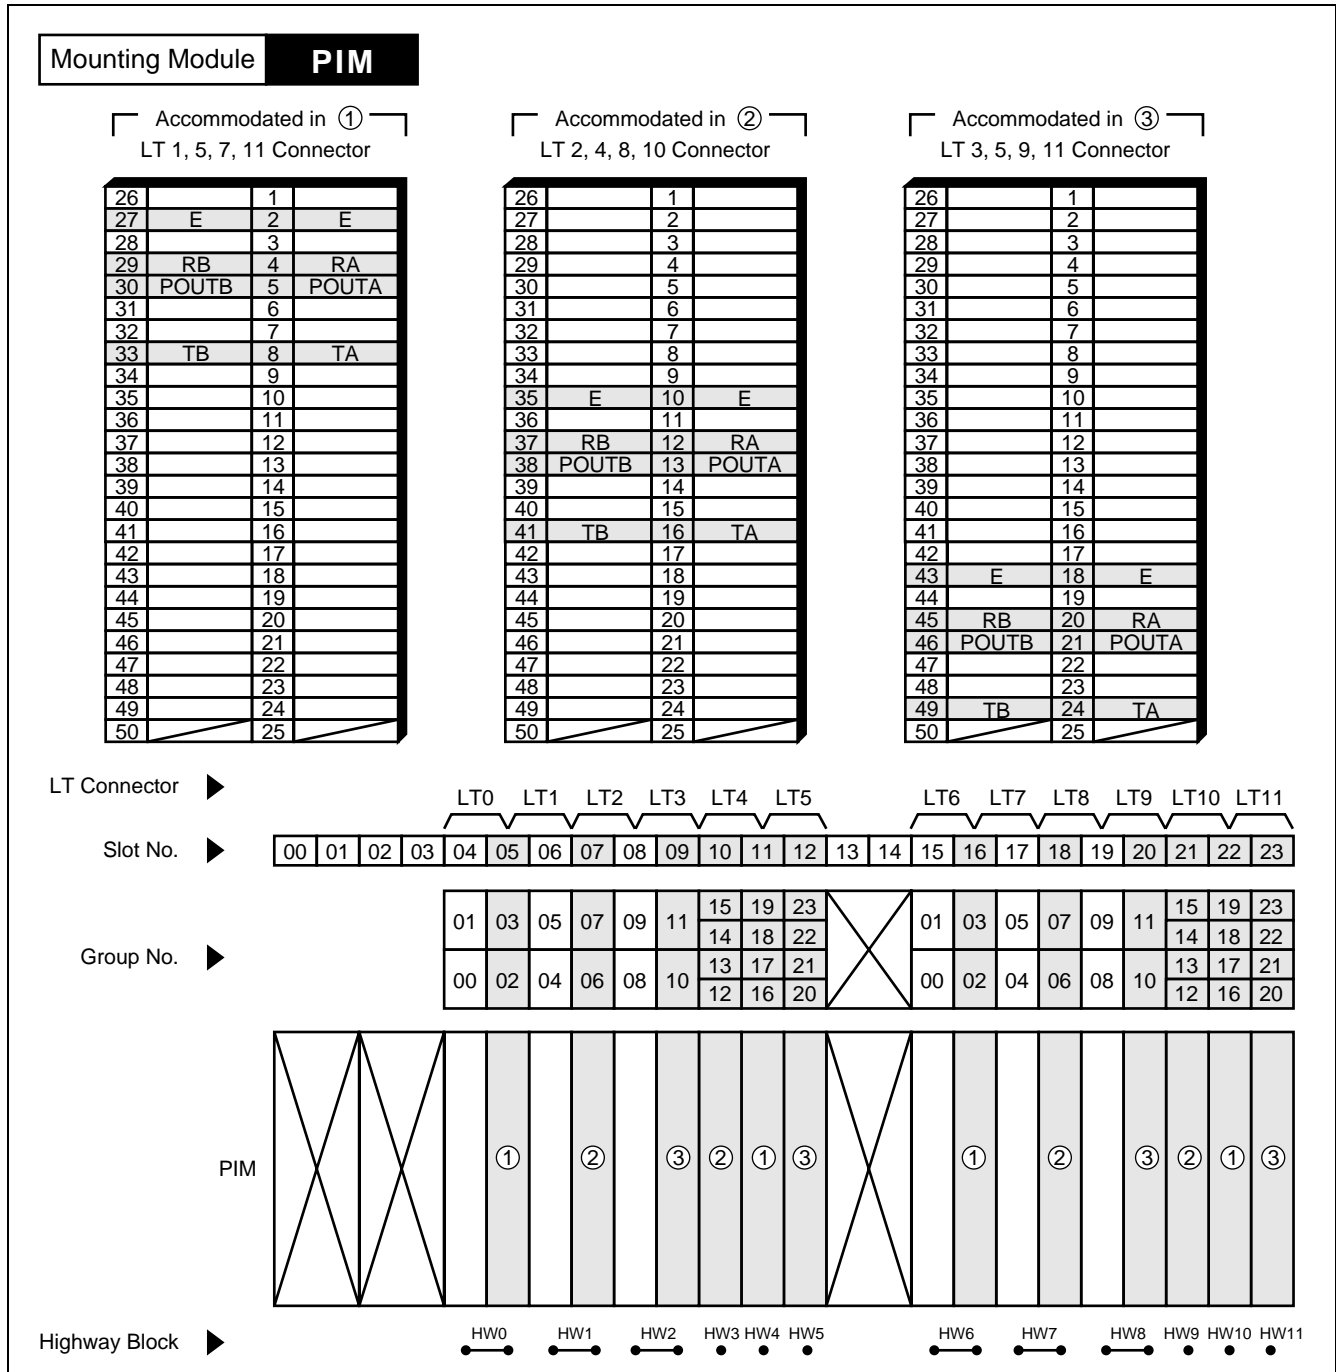 Mounting Module PIM
Accommodated in ① Accommodated in ② Accommodated in ③
LT 1, 5, 7, 11 Connector LT 2, 4, 8, 10 Connector LT 3, 5, 9, 11 Connector
26 1 26 1 26 1
27 E 2 E 27 2 27 2
28 3 28 3 28 3
29 RB 4 RA 29 4 29 4
30 POUTB 5 POUTA 30 5 30 5
31 6 31 6 31 6
32 7 32 7 32 7
33 TB 8 TA 33 8 33 8
34 9 34 9 34 9
35 10 35 E 10 E 35 10
36 11 36 11 36 11
37 12 37 RB 12 RA 37 12
38 13 38 POUTB 13 POUTA 38 13
39 14 39 14 39 14
40 15 40 15 40 15
41 16 41 TB 16 TA 41 16
42 17 42 17 42 17
43 18 43 18 43 E 18 E
44 19 44 19 44 19
45 20 45 20 45 RB 20 RA
46 21 46 21 46 POUTB 21 POUTA
47 22 47 22 47 22
48 23 48 23 48 23
49 24 49 24 49 TB 24 TA
50 25 50 25 50 25
LT Connector LT0 LT1 LT2 LT3 LT4 LT5 LT6 LT7 LT8 LT9 LT10 LT11
Slot No. 00 01 02 03 04 05 06 07 08 09 10 11 12 13 14 15 16 17 18 19 20 21 22 23
Group No.
01 03 05 07 09 11 15 19 23 01 03 05 07 09 11 15 19 23
14 18 22 14 18 22
00 02 04 06 08 10 13 17 21 00 02 04 06 08 10 13 17 21
12 16 20 12 16 20
PIM ① ② ③ ② ① ③ ① ② ③ ② ① ③
Highway Block HW0 HW1 HW2 HW3 HW4 HW5 HW6 HW7 HW8 HW9 HW10 HW11